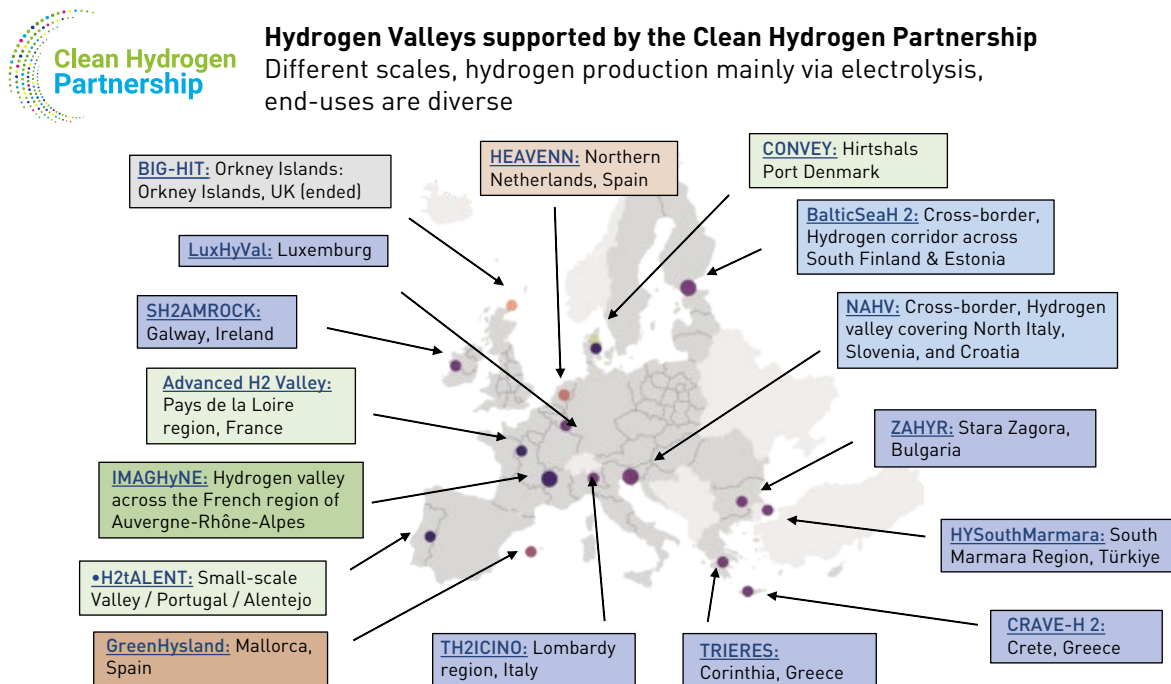 Clean Hydrogen
Partnership
Hydrogen Valleys supported by the Clean Hydrogen Partnership
Different scales, hydrogen production mainly via electrolysis,
end-uses are diverse
BIG-HIT: Orkney Islands:
Orkney Islands, UK (ended)
HEAVENN: Northern
Netherlands, Spain
CONVEY: Hirtshals
Port Denmark
LuxHyVal: Luxemburg
BalticSeaH 2: Cross-border,
Hydrogen corridor across
South Finland & Estonia
SH2AMROCK:
Galway, Ireland
NAHV: Cross-border, Hydrogen
valley covering North Italy,
Slovenia, and Croatia
Advanced H2 Valley:
Pays de la Loire
region, France
ZAHYR: Stara Zagora,
Bulgaria
IMAGHyNE: Hydrogen valley
across the French region of
Auvergne-Rhône-Alpes
HYSouthMarmara: South
Marmara Region, Türkiye
•H2tALENT: Small-scale
Valley / Portugal / Alentejo
GreenHysland: Mallorca,
Spain
TH2ICINO: Lombardy
region, Italy
TRIERES:
Corinthia, Greece
CRAVE-H 2:
Crete, Greece